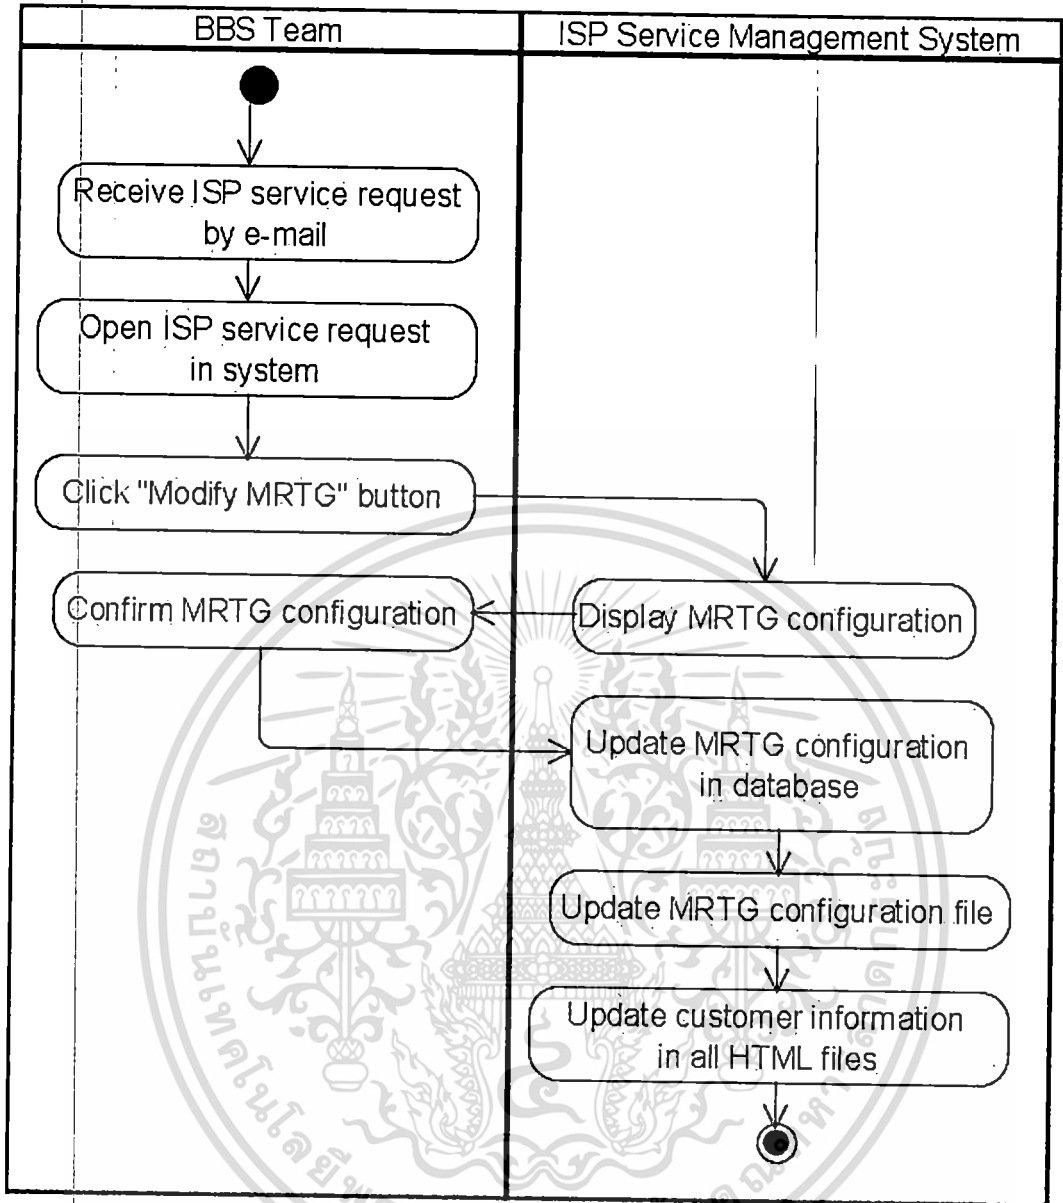 BBS Team
ISP Service Management System
Receive ISP service request
by e-mail
Open ISP service request
in system
Click "Modify MRTG" button
Confirm MRTG configuration
Display MRTG configuration
Update MRTG configuration
in database
Update MRTG configuration file
Update customer information
in all HTML files